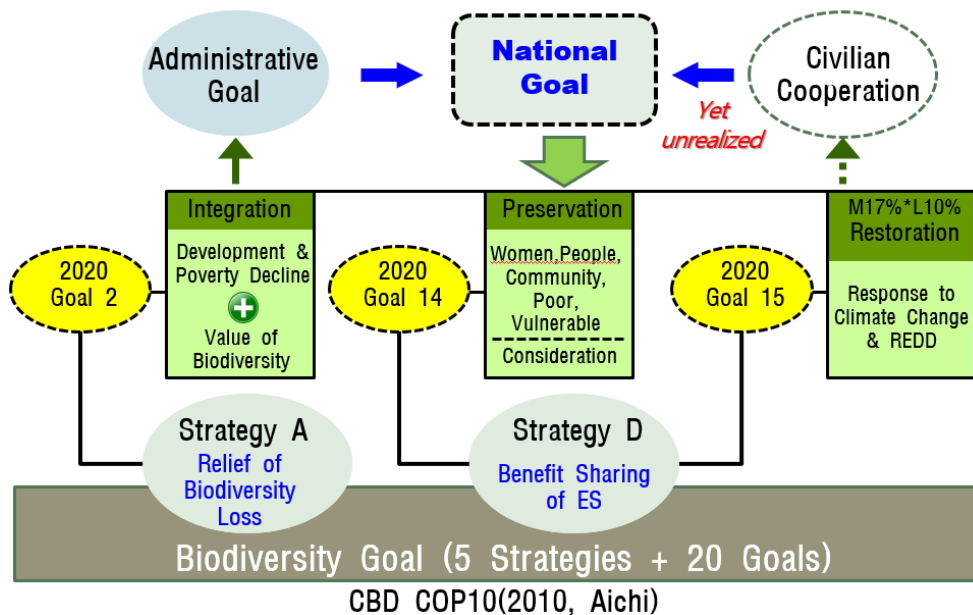 Administrative
Goal
National
Goal
Civilian
Cooperation
Yet
unrealized
Integration
Development &
Poverty Decline
Value of
Biodiversity
Preservation
Women,People,
Community,
Poor,
Vulnerable
Consideration
M17%*L10%
Restoration
Response to
Climate Change
& REDD
2020
Goal 2
2020
Goal 14
2020
Goal 15
Strategy A
Relief of
Biodiversity
Loss
Strategy D
Benefit Sharing
of ES
Biodiversity Goal (5 Strategies + 20 Goals)
CBD COP10(2010, Aichi)